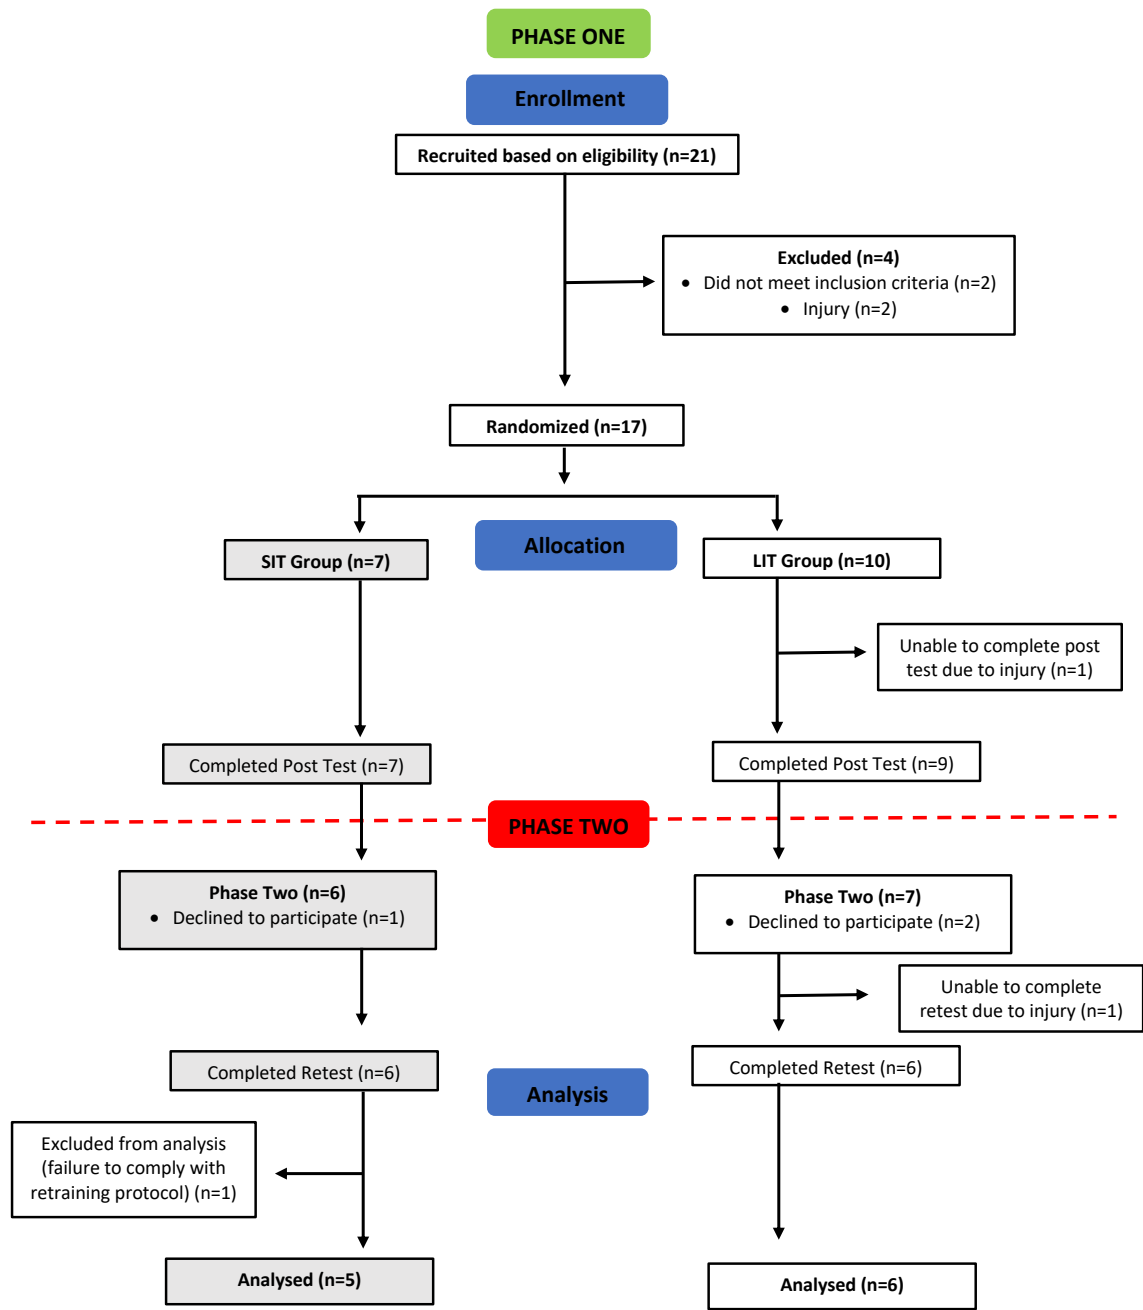 PHASE ONE
Enrollment
Recruited based on eligibility (n=21)
Excluded (n=4)
• Did not meet inclusion criteria (n=2)
• Injury (n=2)
Randomized (n=17)
Allocation
SIT Group (n=7)
LIT Group (n=10)
Unable to complete post
test due to injury (n=1)
Completed Post Test (n=7)
Completed Post Test (n=9)
PHASE TWO
Phase Two (n=6)
• Declined to participate (n=1)
Phase Two (n=7)
• Declined to participate (n=2)
Unable to complete
retest due to injury (n=1)
Completed Retest (n=6)
Completed Retest (n=6)
Analysis
Excluded from analysis
(failure to comply with
retraining protocol) (n=1)
Analysed (n=5)
Analysed (n=6)